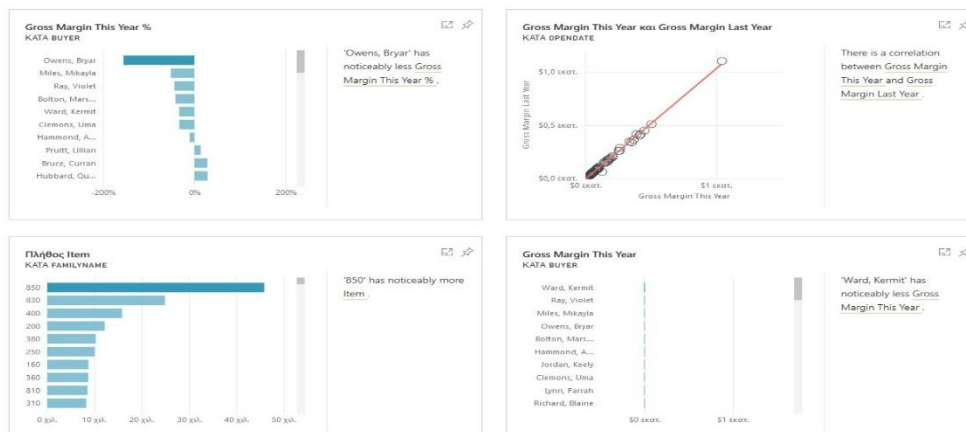 Gross Margin This Year %
ΚΑΤΑ BUYER
Owens, Bryar
Miles, Mikayla
Ray, Violet
Bolton, Mars...
Ward, Kermit
Clemons, Uma
Hammond, A...
Pruitt, Lillian
Bruce, Curran
Hubbard, Qu...
-200%
0%
200%
'Owens, Bryar' has
noticeably less Gross
Margin This Year % .
Gross Margin This Year και Gross Margin Last Year
ΚΑΤΑ OPENDATE
Gross Margin Last Year
$1,0 εκατ.
$0,5 εκατ.
$0,0 εκατ.
$0 εκατ.
$1 εκατ.
Gross Margin This Year
There is a correlation
between Gross Margin
This Year and Gross
Margin Last Year .
Πλήθος Item
ΚΑΤΑ FAMILYNAME
850
830
400
200
380
250
160
360
810
310
0 χιλ.
10 χιλ.
20 χιλ.
30 χιλ.
40 χιλ.
50 χιλ.
'850' has noticeably more
Item .
Gross Margin This Year
ΚΑΤΑ BUYER
Ward, Kermit
Ray, Violet
Miles, Mikayla
Owens, Bryar
Bolton, Mars...
Hammond, A...
Jordan, Keely
Clemons, Uma
Lynn, Farrah
Richard, Blaine
$0 εκατ.
$1 εκατ.
'Ward, Kermit' has
noticeably less Gross
Margin This Year .